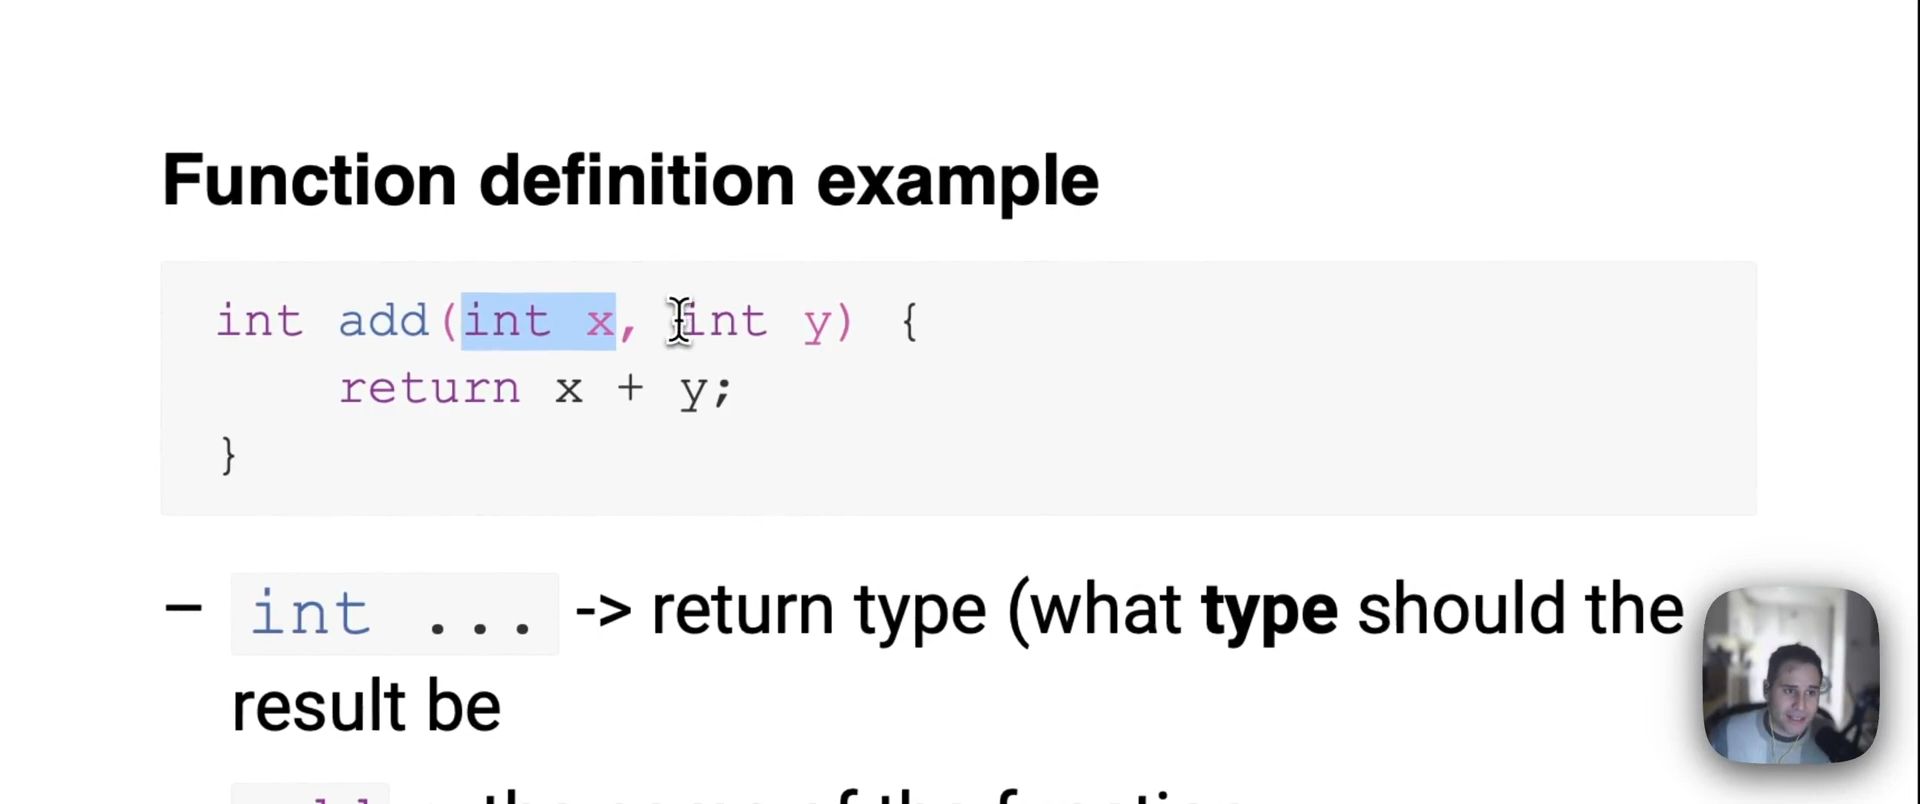 Function definition example
int add(int x, int y) {
return x + y;
}
– int ... -> return type (what type should the
result be